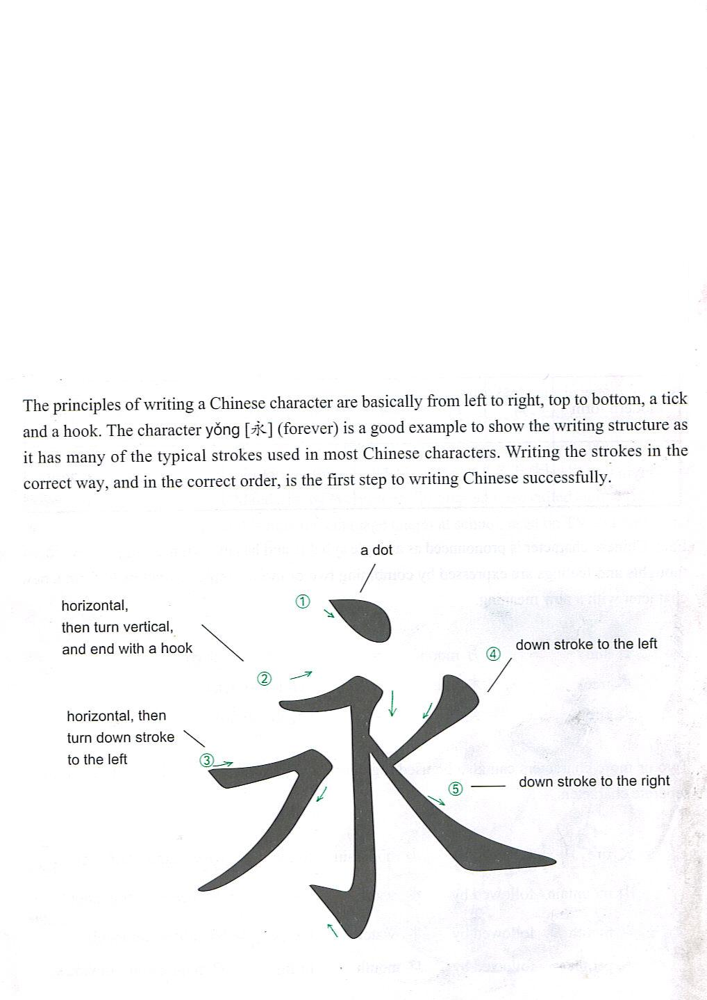 The principles of writing a Chinese character are basically from left to right, top to bottom, a tick
and a hook. The character yǒng [永] (forever) is a good example to show the writing structure as
it has many of the typical strokes used in most Chinese characters. Writing the strokes in the
correct way, and in the correct order, is the first step to writing Chinese successfully.
a dot
①
horizontal,
then turn vertical,
and end with a hook
②
④
down stroke to the left
horizontal, then
turn down stroke
to the left
③
⑤
down stroke to the right
永